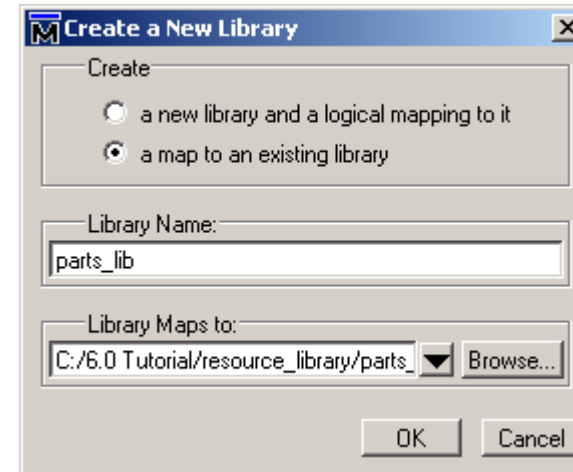 Create a New Library
Create
a new library and a logical mapping to it
a map to an existing library
Library Name:
parts_lib
Library Maps to:
C:/6.0 Tutorial/resource_library/parts_
Browse...
OK
Cancel